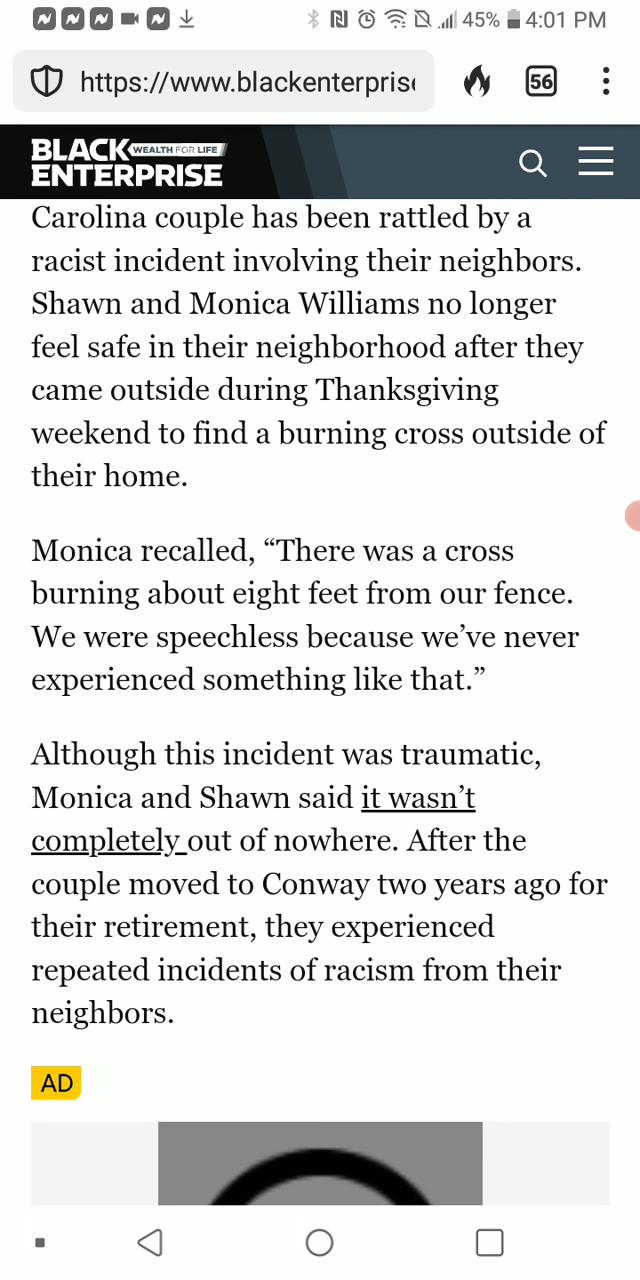 45% 4:01 PM
https://www.blackenterprise
56
BLACK WEALTH FOR LIFE
ENTERPRISE
Carolina couple has been rattled by a
racist incident involving their neighbors.
Shawn and Monica Williams no longer
feel safe in their neighborhood after they
came outside during Thanksgiving
weekend to find a burning cross outside of
their home.
Monica recalled, “There was a cross
burning about eight feet from our fence.
We were speechless because we’ve never
experienced something like that.”
Although this incident was traumatic,
Monica and Shawn said it wasn’t
completely out of nowhere. After the
couple moved to Conway two years ago for
their retirement, they experienced
repeated incidents of racism from their
neighbors.
AD